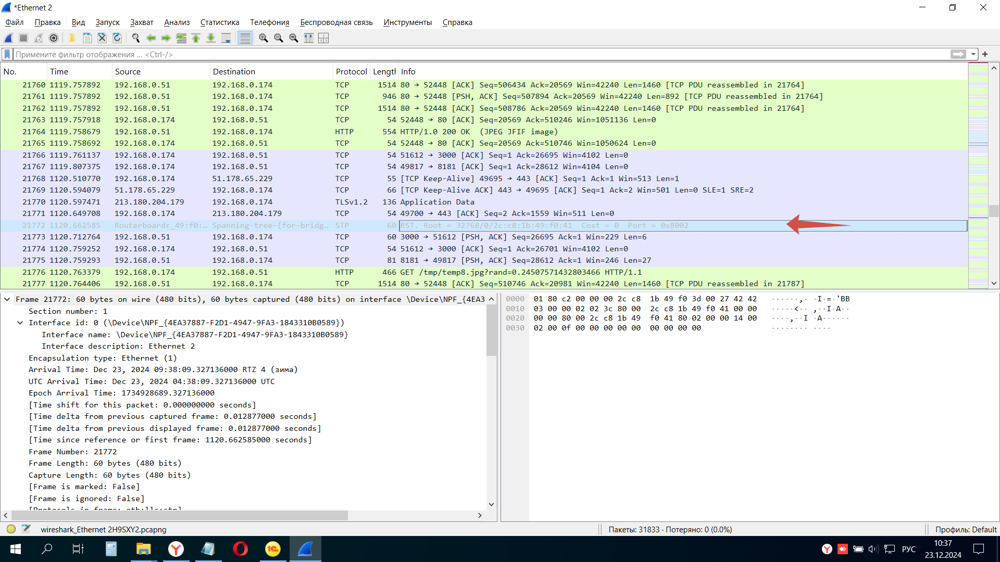 *Ethernet 2
Файл Правка Вид Запуск Захват Анализ Статистика Телефония Беспроводная связь Инструменты Справка
Примените фильтр отображения ... <Ctrl-/>
No. Time Source Destination Protocol Length Info
21760 1119.757892 192.168.0.51 192.168.0.174 TCP 1514 80 → 52448 [ACK] Seq=506434 Ack=20569 Win=42240 Len=1460 [TCP PDU reassembled in 21764]
21761 1119.757892 192.168.0.51 192.168.0.174 TCP 946 80 → 52448 [PSH, ACK] Seq=507894 Ack=20569 Win=42240 Len=892 [TCP PDU reassembled in 21764]
21762 1119.757892 192.168.0.51 192.168.0.174 TCP 1514 80 → 52448 [ACK] Seq=508786 Ack=20569 Win=42240 Len=1460 [TCP PDU reassembled in 21764]
21763 1119.757918 192.168.0.174 192.168.0.51 TCP 54 52448 → 80 [ACK] Seq=20569 Ack=510246 Win=1051136 Len=0
21764 1119.758679 192.168.0.51 192.168.0.174 HTTP 554 HTTP/1.0 200 OK (JPEG JFIF image)
21765 1119.758692 192.168.0.174 192.168.0.51 TCP 54 52448 → 80 [ACK] Seq=20569 Ack=510746 Win=1050624 Len=0
21766 1119.761137 192.168.0.174 192.168.0.51 TCP 54 51612 → 3000 [ACK] Seq=1 Ack=26695 Win=4102 Len=0
21767 1119.807375 192.168.0.174 192.168.0.51 TCP 54 49817 → 8181 [ACK] Seq=1 Ack=28612 Win=4104 Len=0
21768 1120.510770 192.168.0.174 51.178.65.229 TCP 55 [TCP Keep-Alive] 49695 → 443 [ACK] Seq=1 Ack=1 Win=513 Len=1
21769 1120.594079 51.178.65.229 192.168.0.174 TCP 66 [TCP Keep-Alive ACK] 443 → 49695 [ACK] Seq=1 Ack=2 Win=501 Len=0 SLE=1 SRE=2
21770 1120.597471 213.180.204.179 192.168.0.174 TLSv1.2 136 Application Data
21771 1120.649708 192.168.0.174 213.180.204.179 TCP 54 49700 → 443 [ACK] Seq=2 Ack=1559 Win=511 Len=0
21772 1120.662585 Routerboardc_49:f0:… Spanning-tree-(for-bridg… STP 60 RST. Root = 32768/0/2c:c8:1b:49:f0:41 Cost = 0 Port = 0x8002
21773 1120.712764 192.168.0.51 192.168.0.174 TCP 60 3000 → 51612 [PSH, ACK] Seq=26695 Ack=1 Win=229 Len=6
21774 1120.759252 192.168.0.174 192.168.0.51 TCP 54 51612 → 3000 [ACK] Seq=1 Ack=26701 Win=4102 Len=0
21775 1120.759293 192.168.0.51 192.168.0.174 TCP 81 8181 → 49817 [PSH, ACK] Seq=28612 Ack=1 Win=246 Len=27
21776 1120.763379 192.168.0.174 192.168.0.51 HTTP 466 GET /tmp/temp8.jpg?rand=0.24507571432803466 HTTP/1.1
21777 1120.764406 192.168.0.51 192.168.0.174 TCP 1514 80 → 52448 [ACK] Seq=510746 Ack=20981 Win=42240 Len=1460 [TCP PDU reassembled in 21787]
Frame 21772: 60 bytes on wire (480 bits), 60 bytes captured (480 bits) on interface \Device\NPF_{4EA3
Section number: 1
Interface id: 0 (\Device\NPF_{4EA37887-F2D1-4947-9FA3-1843310B0589})
Interface name: \Device\NPF_{4EA37887-F2D1-4947-9FA3-1843310B0589}
Interface description: Ethernet 2
Encapsulation type: Ethernet (1)
Arrival Time: Dec 23, 2024 09:38:09.327136000 RTZ 4 (зима)
UTC Arrival Time: Dec 23, 2024 04:38:09.327136000 UTC
Epoch Arrival Time: 1734928689.327136000
[Time shift for this packet: 0.000000000 seconds]
[Time delta from previous captured frame: 0.012877000 seconds]
[Time delta from previous displayed frame: 0.012877000 seconds]
[Time since reference or first frame: 1120.662585000 seconds]
Frame Number: 21772
Frame Length: 60 bytes (480 bits)
Capture Length: 60 bytes (480 bits)
[Frame is marked: False]
[Frame is ignored: False]
[Protocols in frame: eth:llc:stp]
0000 01 80 c2 00 00 00 2c c8 1b 49 f0 3d 00 27 42 42 ······,· ·I·=·'BB
0010 03 00 00 02 02 3c 80 00 2c c8 1b 49 f0 41 00 00 ·····<·· ,··I·A··
0020 00 00 80 00 2c c8 1b 49 f0 41 80 02 00 00 14 00 ····,··I ·A······
0030 02 00 0f 00 00 00 00 00 00 00 00 00 ········ ····
wireshark_Ethernet 2H9SXY2.pcapng
Пакеты: 31833 · Потеряно: 0 (0.0%)
Профиль: Default
РУС
10:37
23.12.2024